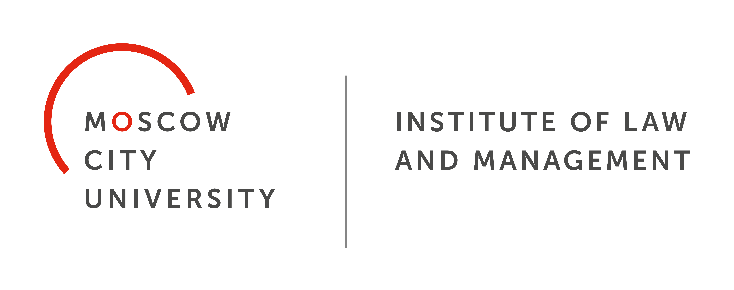 MOSCOW
CITY
UNIVERSITY
INSTITUTE OF LAW
AND MANAGEMENT